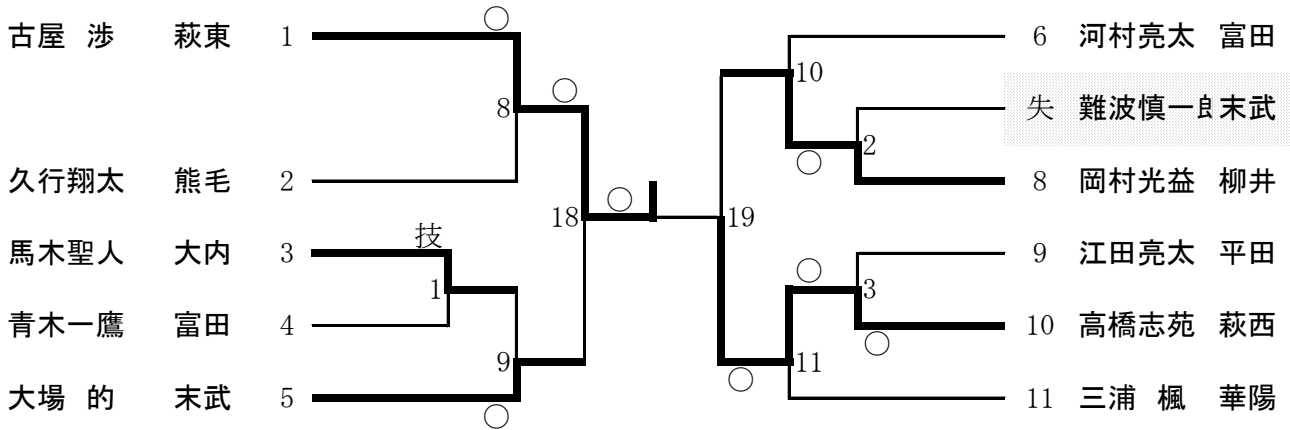 古屋 渉 萩東 1 ○
6 河村亮太 富田
10
○
失 難波慎一郎 末武
8
2
○
久行翔太 熊毛 2
8 岡村光益 柳井
○
18
19
技
馬木聖人 大内 3
9 江田亮太 平田
○
1
3
青木一鷹 富田 4
10 高橋志苑 萩西
○
9
11
○
大場 的 末武 5
11 三浦 楓 華陽
○